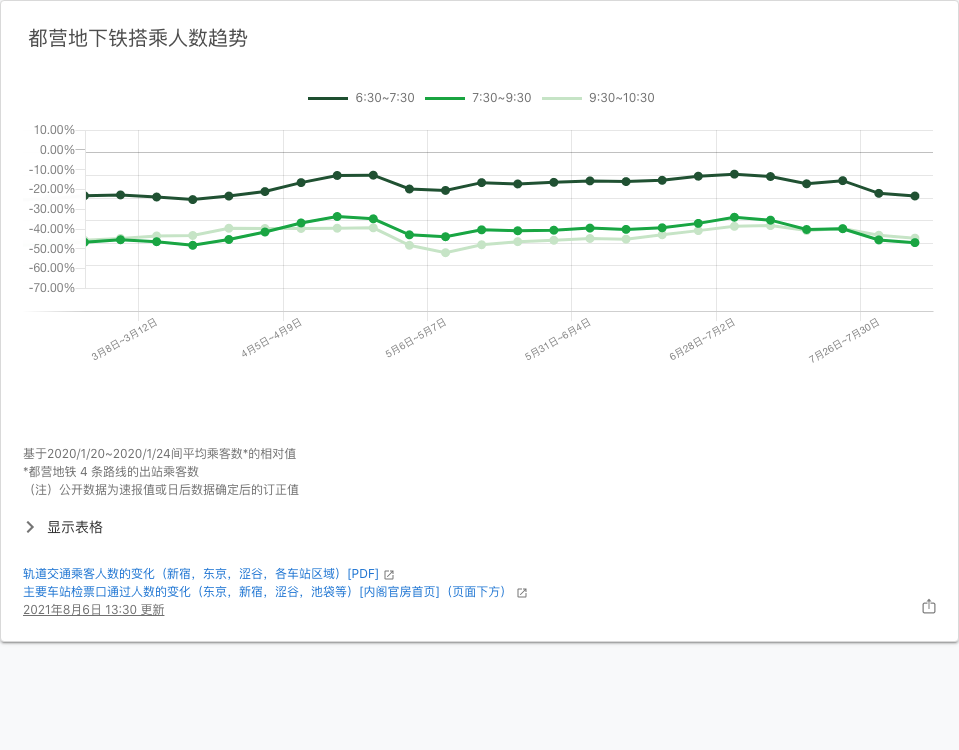 都营地下铁搭乘人数趋势
6:30~7:30 7:30~9:30 9:30~10:30
10.00%
0.00%
-10.00%
-20.00%
-30.00%
-40.00%
-50.00%
-60.00%
-70.00%
3月8日~3月12日 4月5日~4月9日 5月6日~5月7日 5月31日~6月4日 6月28日~7月2日 7月26日~7月30日
基于2020/1/20~2020/1/24间平均乘客数*的相对值
*都营地铁 4 条路线的出站乘客数
（注）公开数据为速报值或日后数据确定后的订正值
显示表格
轨道交通乘客人数的变化（新宿，东京，涩谷，各车站区域）[PDF]
主要车站检票口通过人数的变化（东京，新宿，涩谷，池袋等）[内阁官房首页]（页面下方）
2021年8月6日 13:30 更新